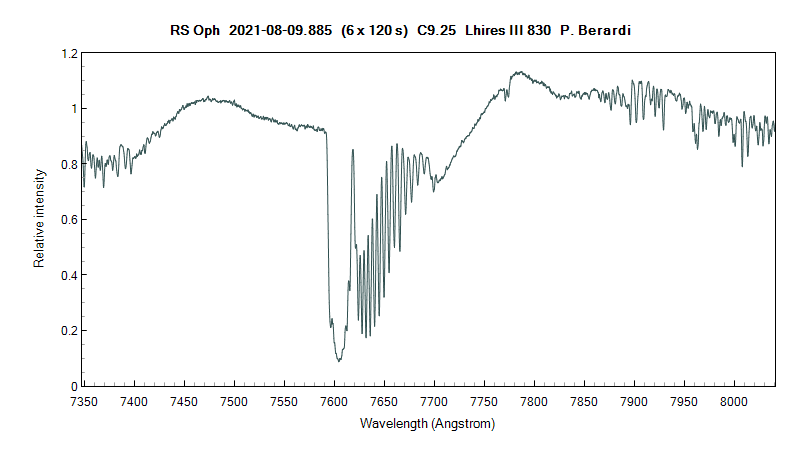 RS Oph 2021-08-09.885 (6 x 120 s) C9.25 Lhires III 830 P. Berardi
1.2
1
0.8
0.6
0.4
0.2
0
Relative intensity
7350 7400 7450 7500 7550 7600 7650 7700 7750 7800 7850 7900 7950 8000
Wavelength (Angstrom)